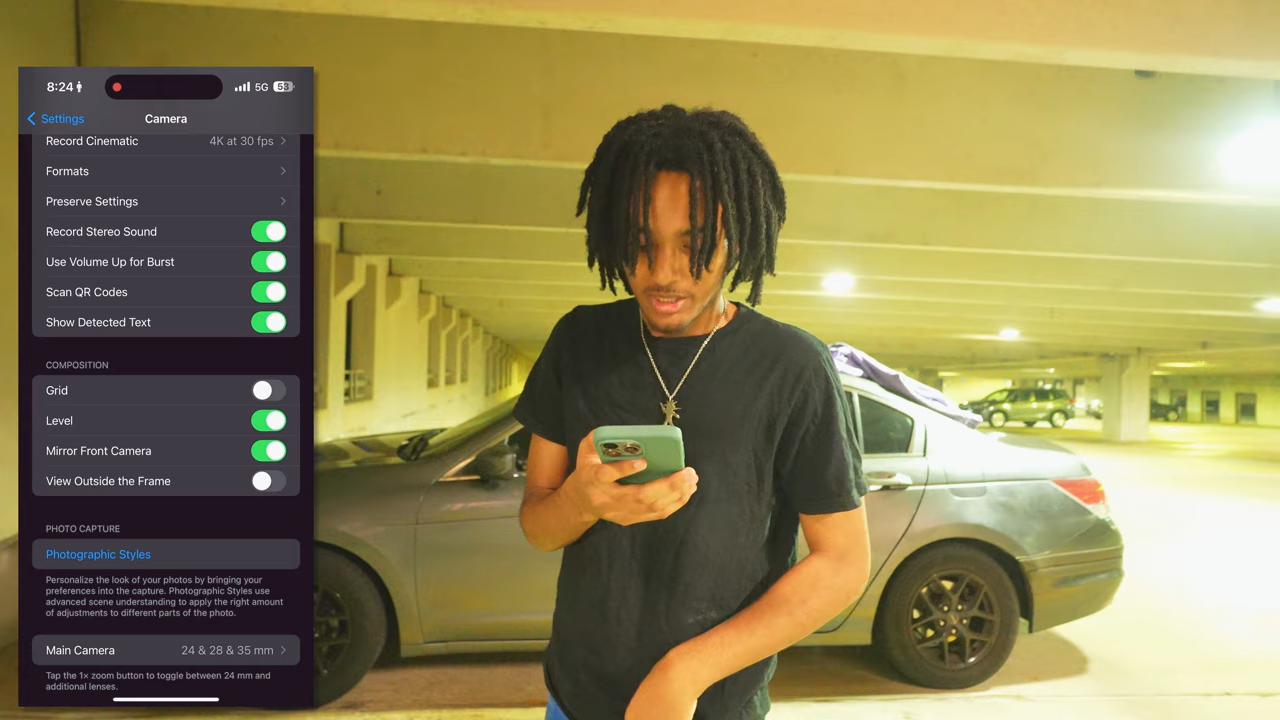 8:24 5G 53
Settings Camera
Record Cinematic 4K at 30 fps
Formats
Preserve Settings
Record Stereo Sound
Use Volume Up for Burst
Scan QR Codes
Show Detected Text
COMPOSITION
Grid
Level
Mirror Front Camera
View Outside the Frame
PHOTO CAPTURE
Photographic Styles
Personalize the look of your photos by bringing your
preferences into the capture. Photographic Styles use
advanced scene understanding to apply the right amount
of adjustments to different parts of the photo.
Main Camera 24 & 28 & 35 mm
Tap the 1× zoom button to toggle between 24 mm and
additional lenses.